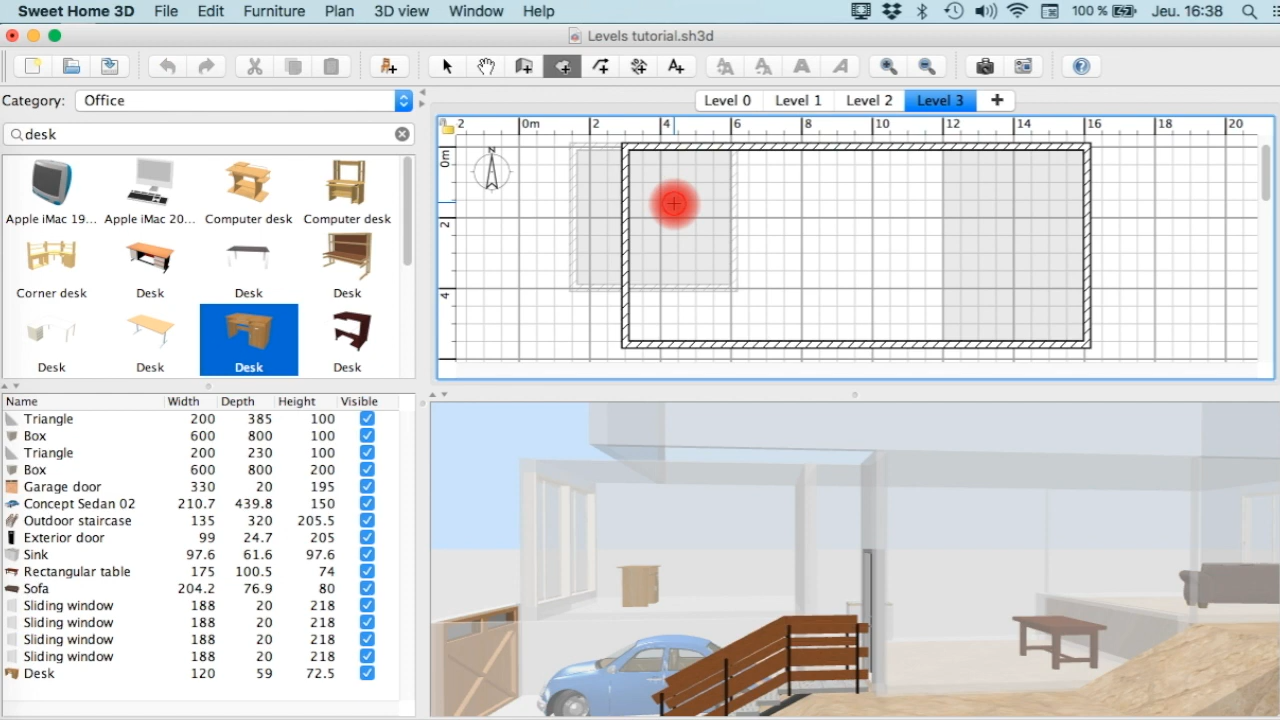 Sweet Home 3D File Edit Furniture Plan 3D view Window Help 100 % Jeu. 16:38
Levels tutorial.sh3d
Category: Office
Level 0 Level 1 Level 2 Level 3 +
desk
2 0m 2 4 6 8 10 12 14 16 18 20
0m
2
4
N
Apple iMac 19... Apple iMac 20... Computer desk Computer desk
Corner desk Desk Desk Desk
Desk Desk Desk Desk
Name Width Depth Height Visible
Triangle 200 385 100
Box 600 800 100
Triangle 200 230 100
Box 600 800 200
Garage door 330 20 195
Concept Sedan 02 210.7 439.8 150
Outdoor staircase 135 320 205.5
Exterior door 99 24.7 205
Sink 97.6 61.6 97.6
Rectangular table 175 100.5 74
Sofa 204.2 76.9 80
Sliding window 188 20 218
Sliding window 188 20 218
Sliding window 188 20 218
Sliding window 188 20 218
Desk 120 59 72.5